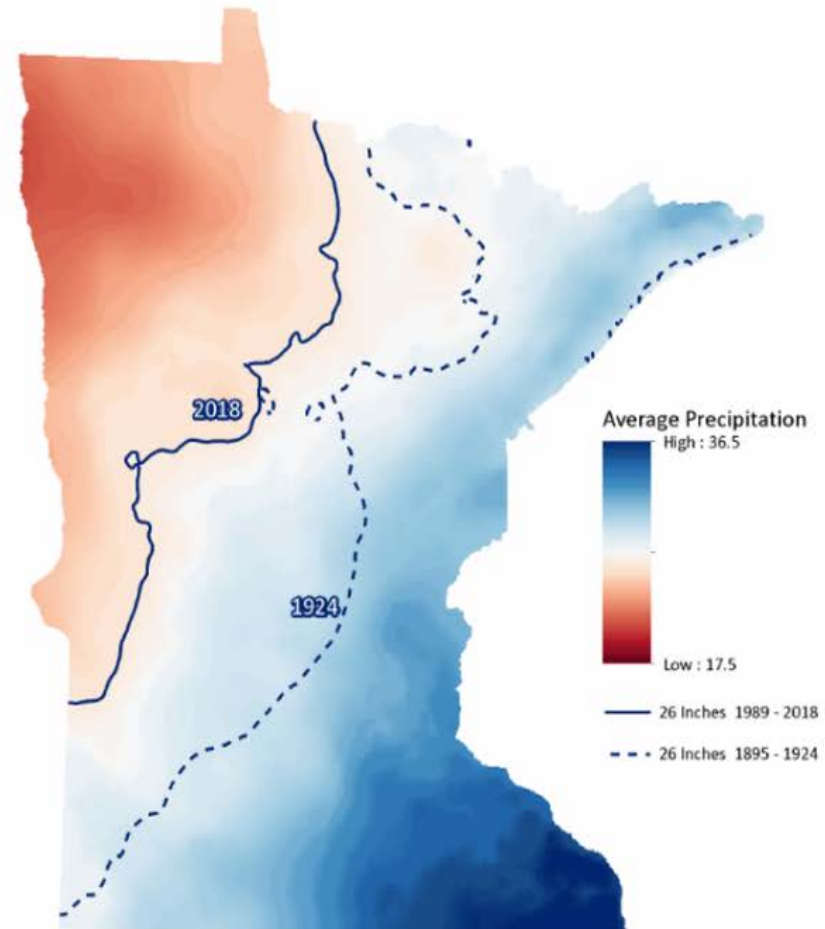 2018
1924
Average Precipitation
High : 36.5
Low : 17.5
26 Inches 1989 - 2018
26 Inches 1895 - 1924